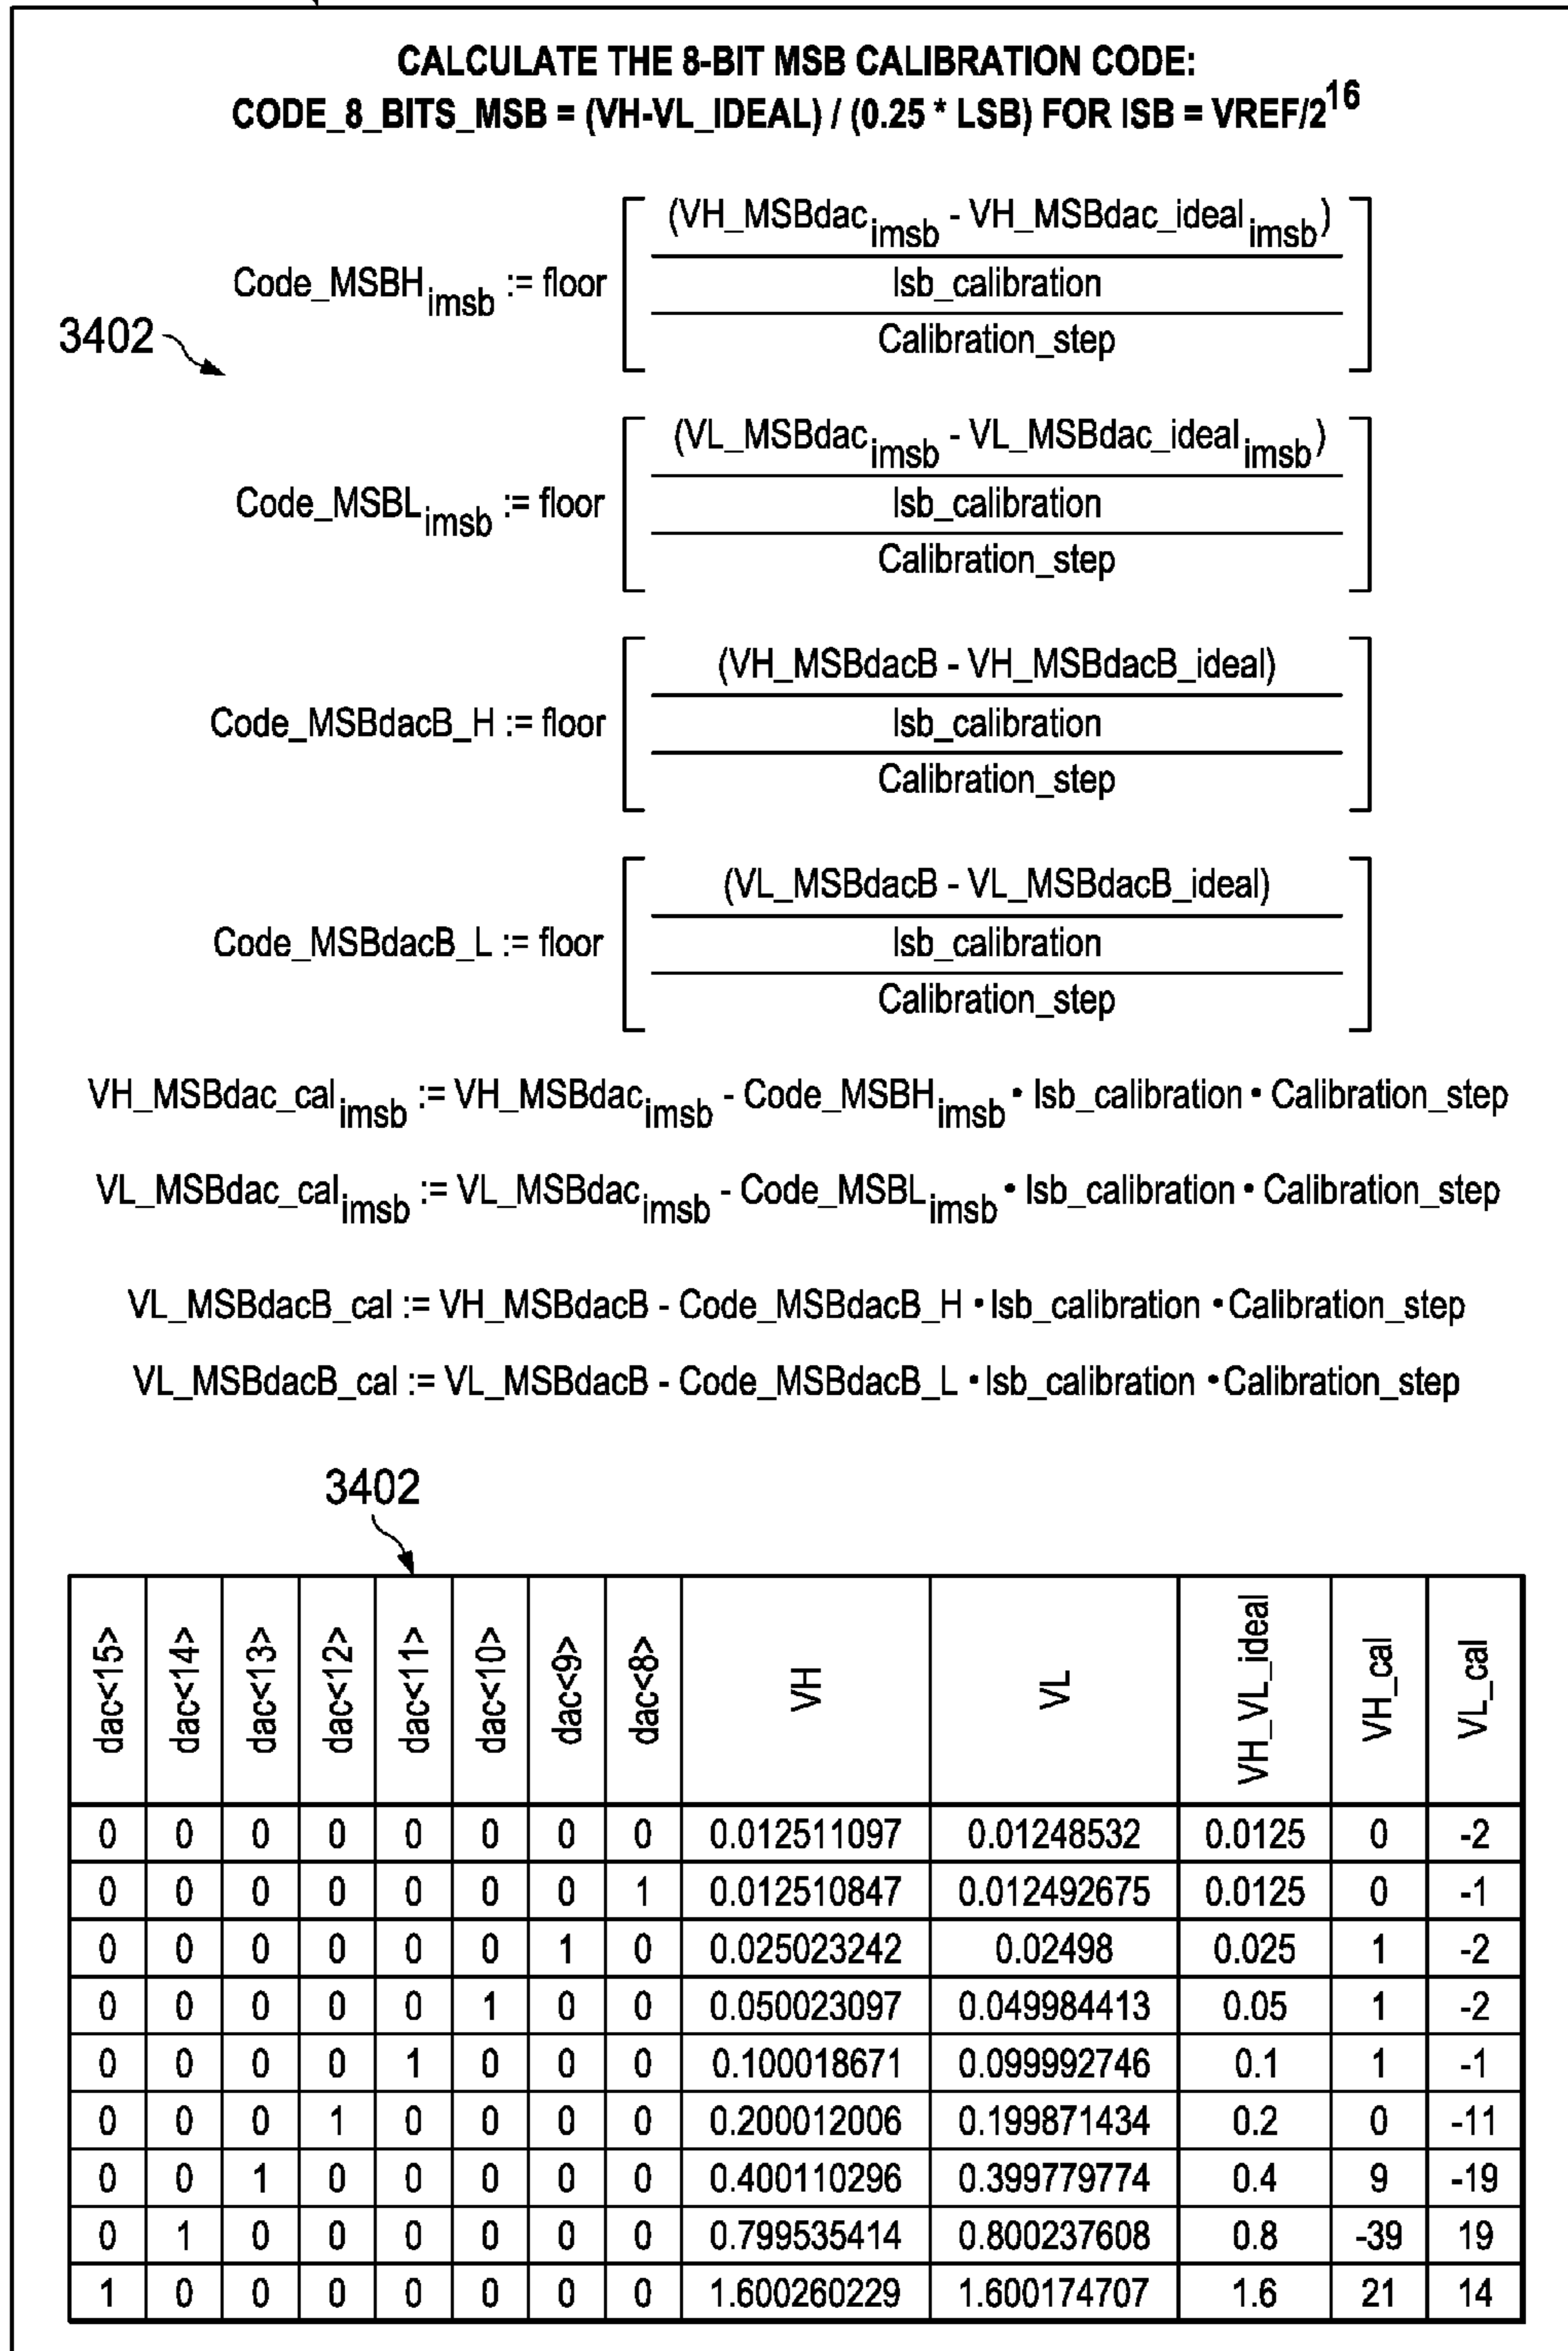 CALCULATE THE 8-BIT MSB CALIBRATION CODE:
CODE_8_BITS_MSB = (VH-VL_IDEAL) / (0.25 * LSB) FOR lSB = VREF/2^16
(VH_MSBdac_imsb - VH_MSBdac_ideal_imsb)
Code_MSBH_imsb := floor
lsb_calibration
Calibration_step
3402
(VL_MSBdac_imsb - VL_MSBdac_ideal_imsb)
Code_MSBL_imsb := floor
lsb_calibration
Calibration_step
(VH_MSBdacB - VH_MSBdacB_ideal)
Code_MSBdacB_H := floor
lsb_calibration
Calibration_step
(VL_MSBdacB - VL_MSBdacB_ideal)
Code_MSBdacB_L := floor
lsb_calibration
Calibration_step
VH_MSBdac_cal_imsb := VH_MSBdac_imsb - Code_MSBH_imsb • lsb_calibration • Calibration_step
VL_MSBdac_cal_imsb := VL_MSBdac_imsb - Code_MSBL_imsb • lsb_calibration • Calibration_step
VL_MSBdacB_cal := VH_MSBdacB - Code_MSBdacB_H • lsb_calibration • Calibration_step
VL_MSBdacB_cal := VL_MSBdacB - Code_MSBdacB_L • lsb_calibration • Calibration_step
3402
dac<15> dac<14> dac<13> dac<12> dac<11> dac<10> dac<9> dac<8> VH VL VH_VL_ideal VH_cal VL_cal
0 0 0 0 0 0 0 0 0.012511097 0.01248532 0.0125 0 -2
0 0 0 0 0 0 0 1 0.012510847 0.012492675 0.0125 0 -1
0 0 0 0 0 0 1 0 0.025023242 0.02498 0.025 1 -2
0 0 0 0 0 1 0 0 0.050023097 0.049984413 0.05 1 -2
0 0 0 0 1 0 0 0 0.100018671 0.099992746 0.1 1 -1
0 0 0 1 0 0 0 0 0.200012006 0.199871434 0.2 0 -11
0 0 1 0 0 0 0 0 0.400110296 0.399779774 0.4 9 -19
0 1 0 0 0 0 0 0 0.799535414 0.800237608 0.8 -39 19
1 0 0 0 0 0 0 0 1.600260229 1.600174707 1.6 21 14